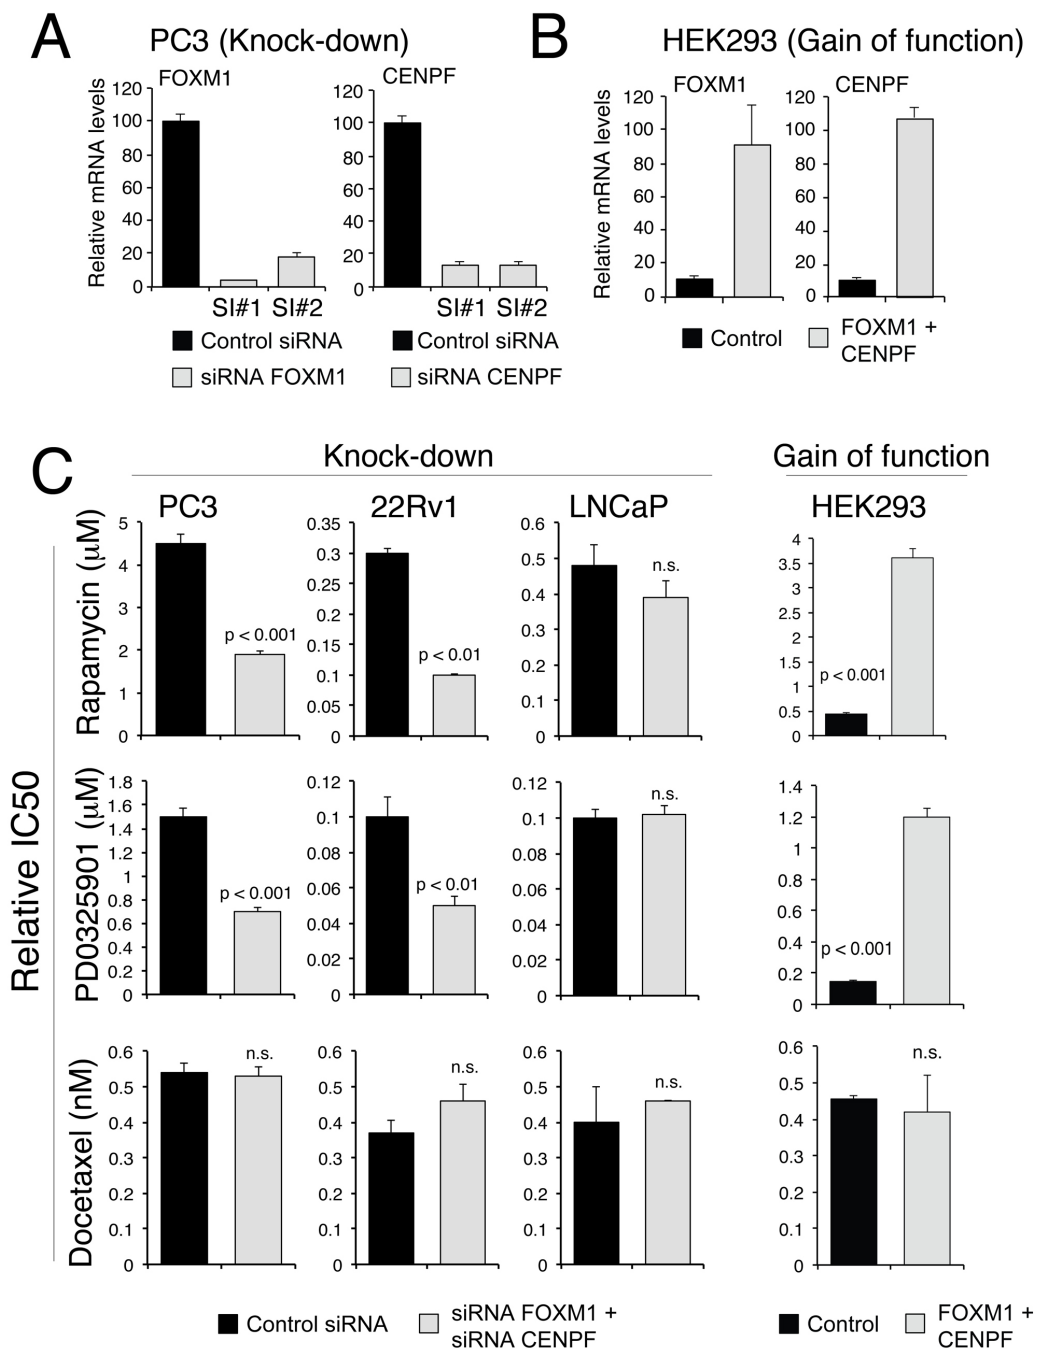 A
PC3 (Knock-down)
FOXM1
Relative mRNA levels
120
100
80
60
40
20
0
SI#1
SI#2
Control siRNA
siRNA FOXM1
CENPF
120
100
80
60
40
20
0
SI#1
SI#2
Control siRNA
siRNA CENPF
B
HEK293 (Gain of function)
FOXM1
Relative mRNA levels
120
100
80
60
40
20
0
CENPF
120
100
80
60
40
20
0
Control
FOXM1 +
CENPF
C
Knock-down
Gain of function
PC3
22Rv1
LNCaP
HEK293
Relative IC50
Rapamycin (μM)
5
4
3
2
1
0
p < 0.001
0.35
0.3
0.25
0.2
0.15
0.1
0.05
0
p < 0.01
0.6
0.5
0.4
0.3
0.2
0.1
0
n.s.
4
3.5
3
2.5
2
1.5
1
0.5
0
p < 0.001
PD0325901 (μM)
1.8
1.6
1.4
1.2
1
0.8
0.6
0.4
0.2
0
p < 0.001
0.12
0.1
0.08
0.06
0.04
0.02
0
p < 0.01
0.12
0.1
0.08
0.06
0.04
0.02
0
n.s.
1.4
1.2
1
0.8
0.6
0.4
0.2
0
p < 0.001
Docetaxel (nM)
0.6
0.5
0.4
0.3
0.2
0.1
0
n.s.
0.6
0.5
0.4
0.3
0.2
0.1
0
n.s.
0.6
0.5
0.4
0.3
0.2
0.1
0
n.s.
0.6
0.5
0.4
0.3
0.2
0.1
0
n.s.
Control siRNA
siRNA FOXM1 +
siRNA CENPF
Control
FOXM1 +
CENPF